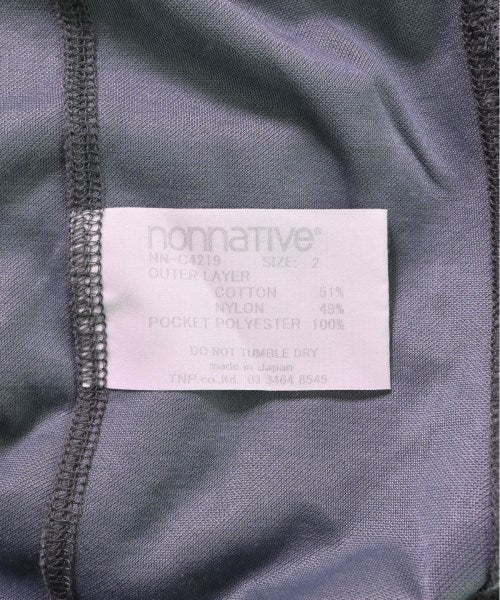 nonnative®
NN-C4219 SIZE: 2
OUTER LAYER
COTTON 51%
NYLON 49%
POCKET POLYESTER 100%
DO NOT TUMBLE DRY
made in Japan
TNP.co.,ltd. 03 3464 8545